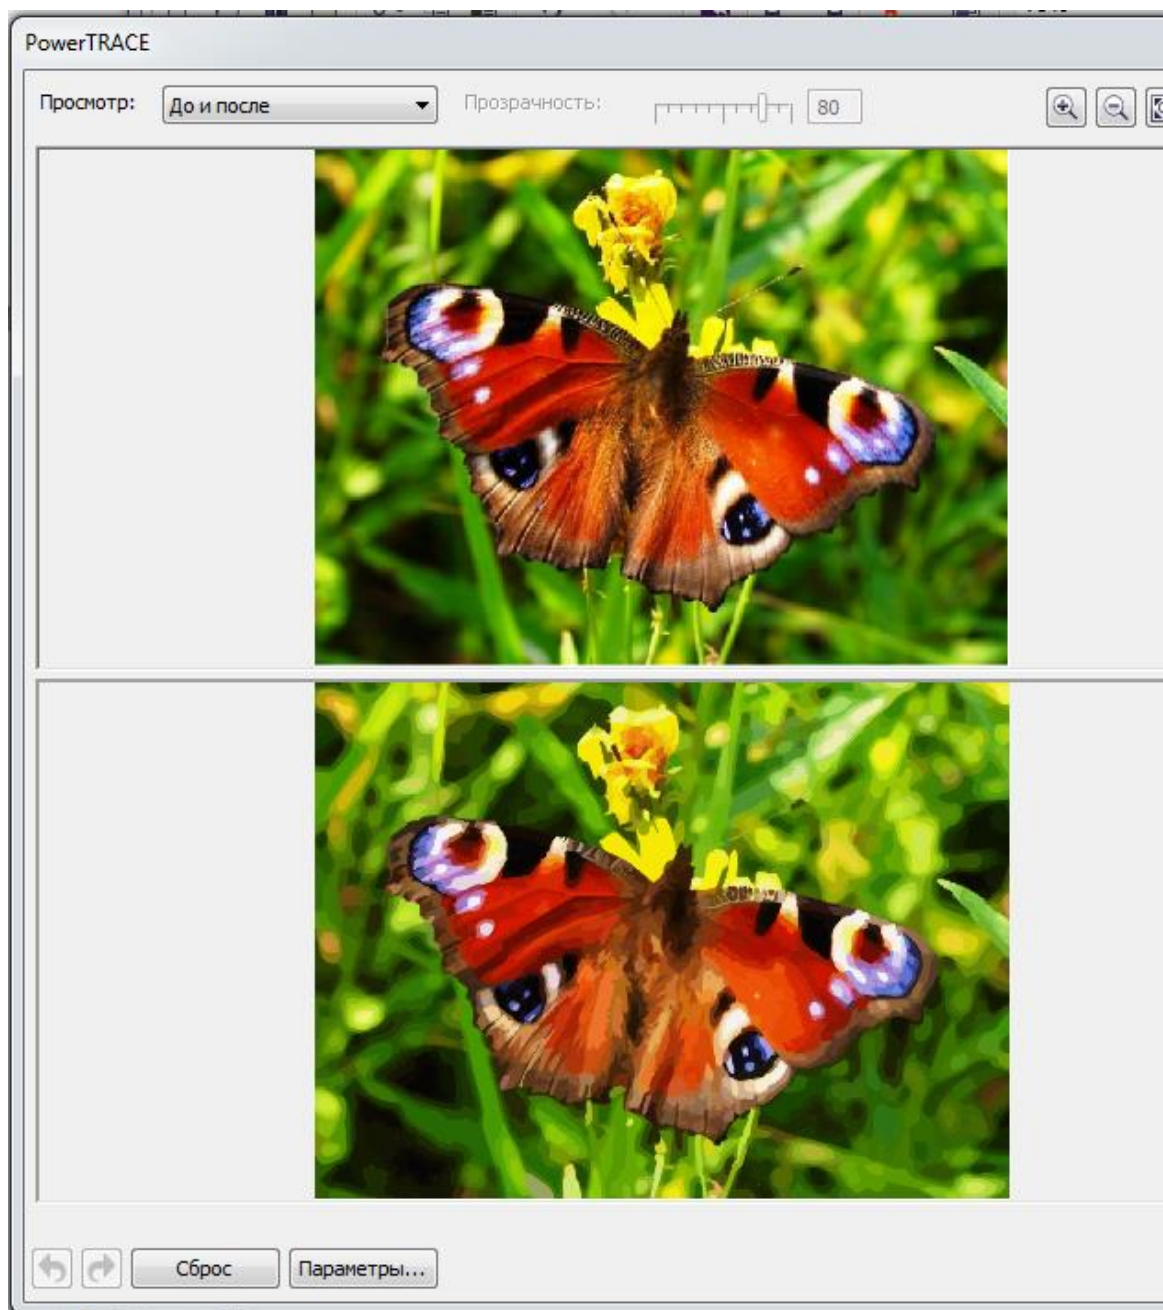 PowerTRACE
Просмотр: До и после Прозрачность: 80
Сброс Параметры...